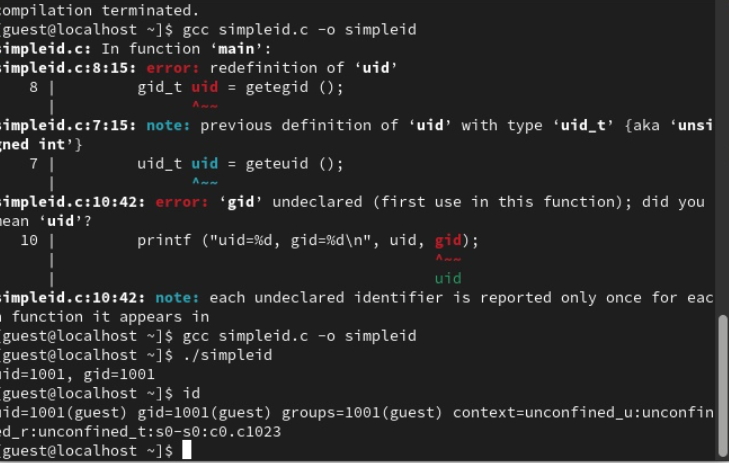 compilation terminated.
[guest@localhost ~]$ gcc simpleid.c -o simpleid
simpleid.c: In function ‘main’:
simpleid.c:8:15: error: redefinition of ‘uid’
8 |         gid_t uid = getegid ();
|               ^~~
simpleid.c:7:15: note: previous definition of ‘uid’ with type ‘uid_t’ {aka ‘unsi
gned int’}
7 |         uid_t uid = geteuid ();
|               ^~~
simpleid.c:10:42: error: ‘gid’ undeclared (first use in this function); did you
mean ‘uid’?
10 |         printf ("uid=%d, gid=%d\n", uid, gid);
|                                          ^~~
|                                          uid
simpleid.c:10:42: note: each undeclared identifier is reported only once for eac
h function it appears in
[guest@localhost ~]$ gcc simpleid.c -o simpleid
[guest@localhost ~]$ ./simpleid
uid=1001, gid=1001
[guest@localhost ~]$ id
uid=1001(guest) gid=1001(guest) groups=1001(guest) context=unconfined_u:unconfin
ed_r:unconfined_t:s0-s0:c0.c1023
[guest@localhost ~]$